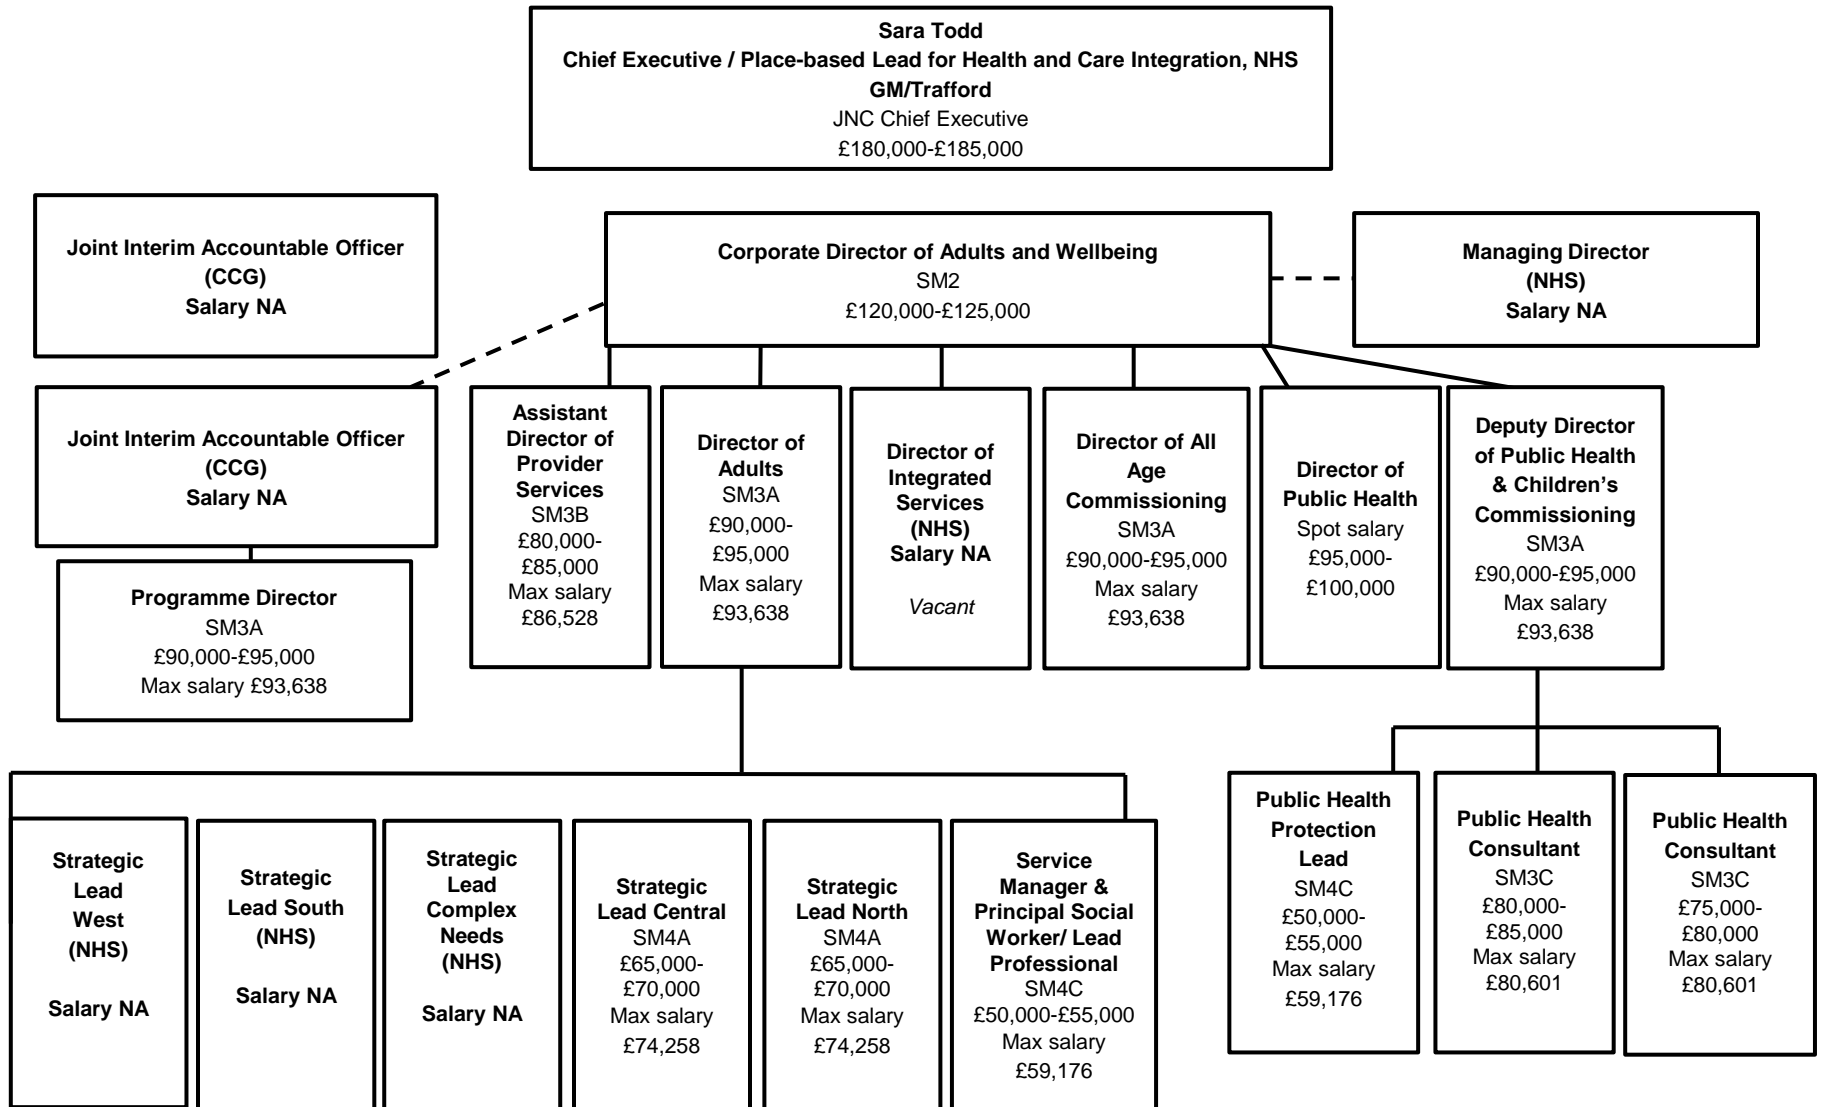 Sara Todd
Chief Executive / Place-based Lead for Health and Care Integration, NHS
GM/Trafford
JNC Chief Executive
£180,000-£185,000
Joint Interim Accountable Officer
(CCG)
Salary NA
Corporate Director of Adults and Wellbeing
SM2
£120,000-£125,000
Managing Director
(NHS)
Salary NA
Joint Interim Accountable Officer
(CCG)
Salary NA
Programme Director
SM3A
£90,000-£95,000
Max salary £93,638
Assistant
Director of
Provider
Services
SM3B
£80,000-
£85,000
Max salary
£86,528
Director of
Adults
SM3A
£90,000-
£95,000
Max salary
£93,638
Director of
Integrated
Services
(NHS)
Salary NA
Vacant
Director of All
Age
Commissioning
SM3A
£90,000-£95,000
Max salary
£93,638
Director of
Public Health
Spot salary
£95,000-
£100,000
Deputy Director
of Public Health
& Children’s
Commissioning
SM3A
£90,000-£95,000
Max salary
£93,638
Strategic
Lead
West
(NHS)
Salary NA
Strategic
Lead South
(NHS)
Salary NA
Strategic
Lead
Complex
Needs
(NHS)
Salary NA
Strategic
Lead Central
SM4A
£65,000-
£70,000
Max salary
£74,258
Strategic
Lead North
SM4A
£65,000-
£70,000
Max salary
£74,258
Service
Manager &
Principal Social
Worker/ Lead
Professional
SM4C
£50,000-£55,000
Max salary
£59,176
Public Health
Protection
Lead
SM4C
£50,000-
£55,000
Max salary
£59,176
Public Health
Consultant
SM3C
£80,000-
£85,000
Max salary
£80,601
Public Health
Consultant
SM3C
£75,000-
£80,000
Max salary
£80,601